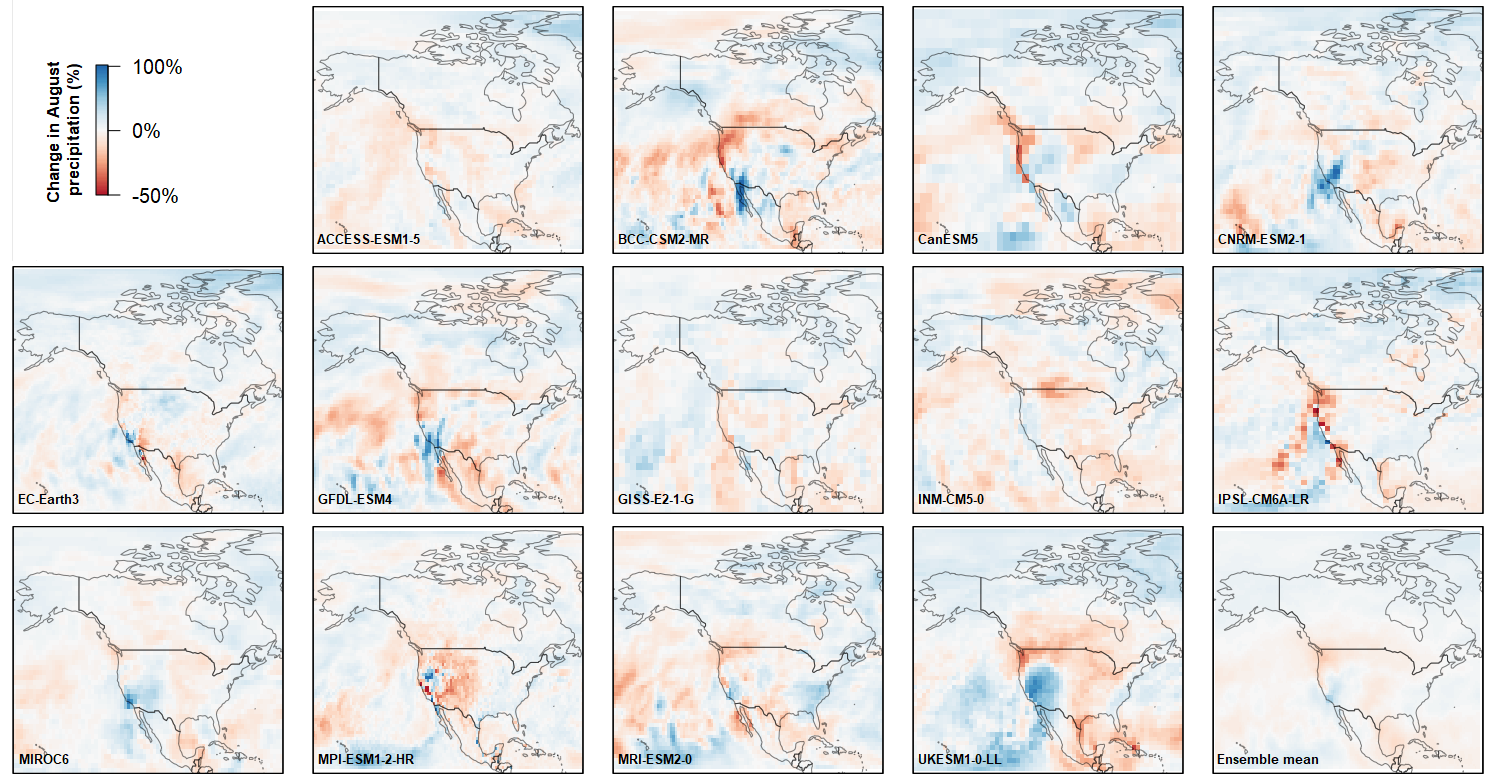 Change in August
precipitation (%)
100%
0%
-50%
ACCESS-ESM1-5
BCC-CSM2-MR
CanESM5
CNRM-ESM2-1
EC-Earth3
GFDL-ESM4
GISS-E2-1-G
INM-CM5-0
IPSL-CM6A-LR
MIROC6
MPI-ESM1-2-HR
MRI-ESM2-0
UKESM1-0-LL
Ensemble mean